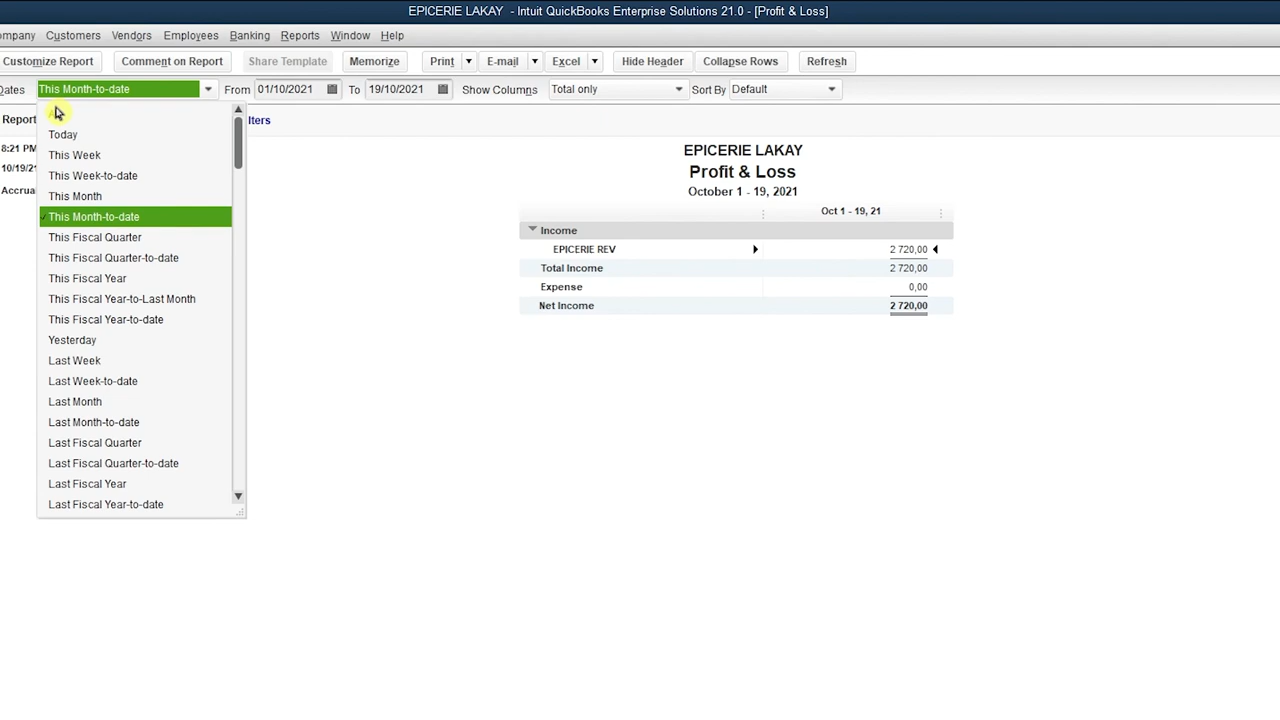 EPICERIE LAKAY - Intuit QuickBooks Enterprise Solutions 21.0 - [Profit & Loss]
ompany Customers Vendors Employees Banking Reports Window Help
Customize Report Comment on Report Share Template Memorize Print E-mail Excel Hide Header Collapse Rows Refresh
Dates This Month-to-date From 01/10/2021 To 19/10/2021 Show Columns Total only Sort By Default
Report lters
Today
This Week
This Week-to-date
This Month
✓ This Month-to-date
This Fiscal Quarter
This Fiscal Quarter-to-date
This Fiscal Year
This Fiscal Year-to-Last Month
This Fiscal Year-to-date
Yesterday
Last Week
Last Week-to-date
Last Month
Last Month-to-date
Last Fiscal Quarter
Last Fiscal Quarter-to-date
Last Fiscal Year
Last Fiscal Year-to-date
8:21 PM
10/19/21
Accrua
EPICERIE LAKAY
Profit & Loss
October 1 - 19, 2021
Oct 1 - 19, 21
Income
EPICERIE REV 2 720,00
Total Income 2 720,00
Expense 0,00
Net Income 2 720,00